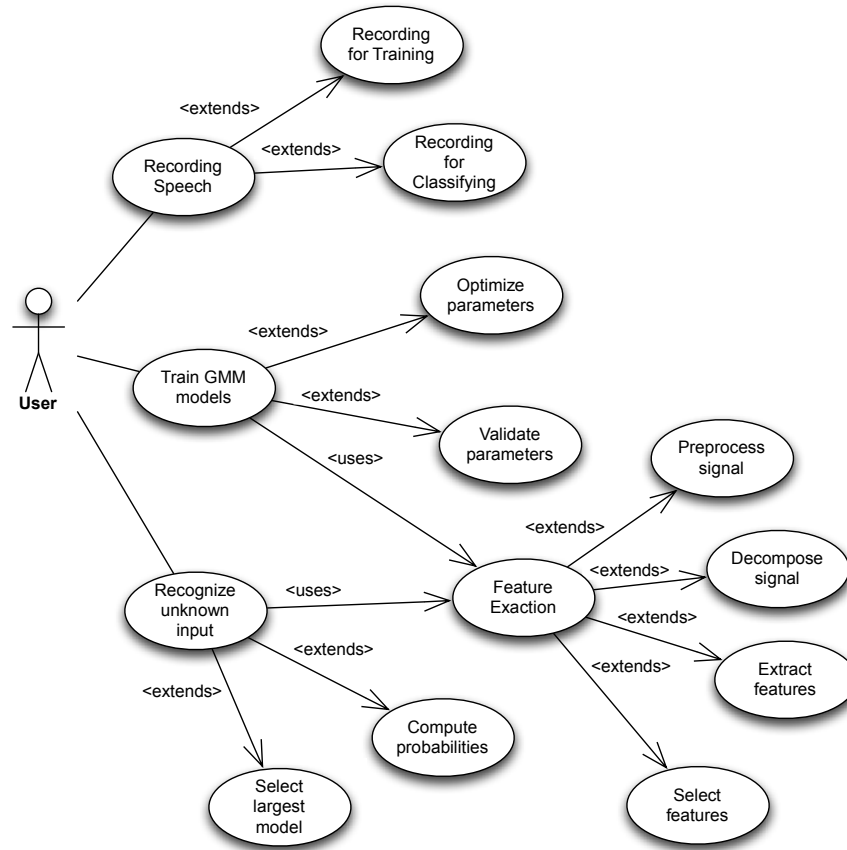 Recording
for Training
<extends>
<extends>
Recording
Speech
Recording
for
Classifying
Optimize
parameters
<extends>
Train GMM
models
<extends>
User
Validate
parameters
<uses>
Preprocess
signal
<extends>
Decompose
signal
<extends>
Recognize
unknown
input
<uses>
Feature
Exaction
<extends>
<extends>
<extends>
<extends>
Extract
features
Compute
probabilities
Select
largest
model
Select
features